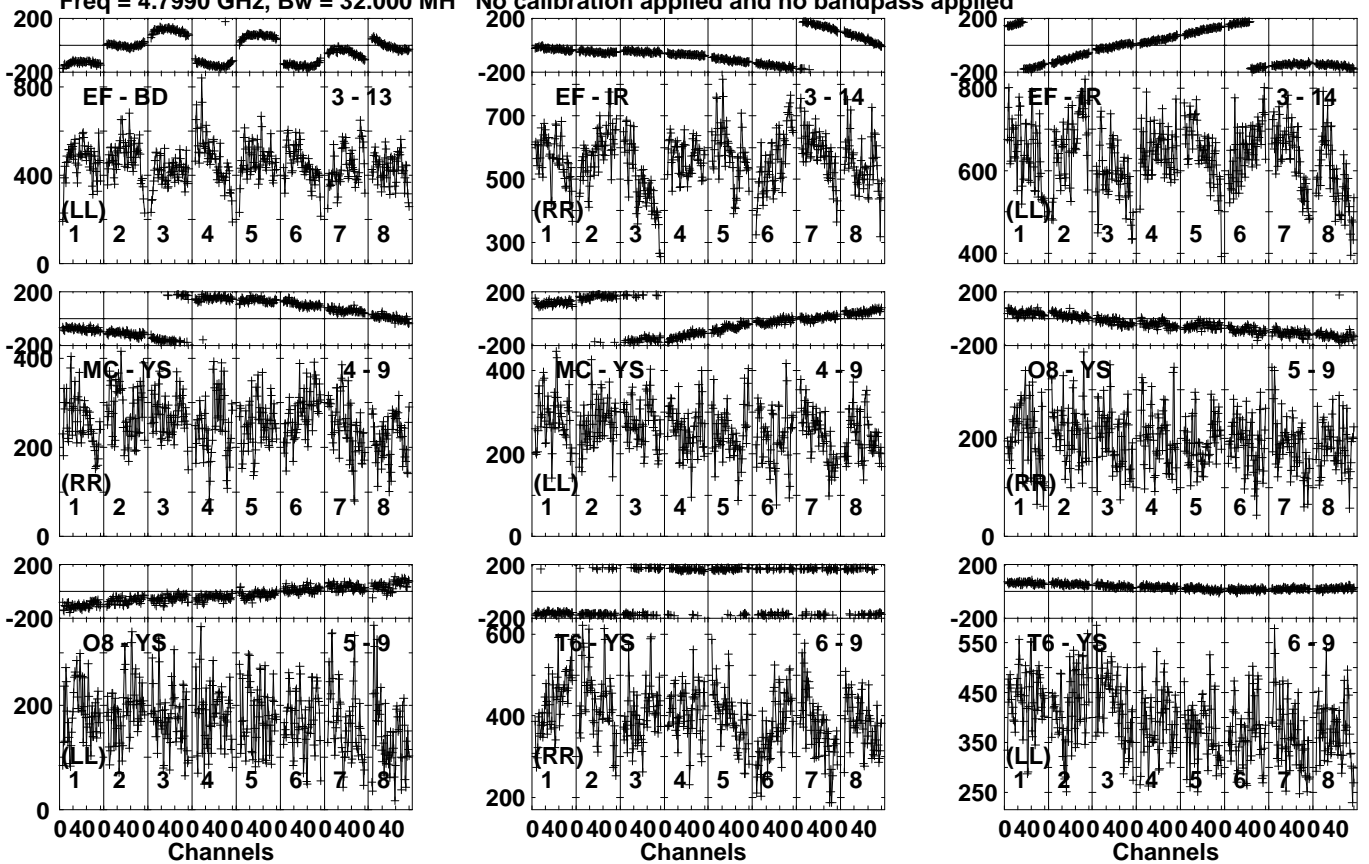 Freq = 4.7990 GHz, Bw = 32.000 MH No calibration applied and no bandpass applied
200 200 200
-200 -200 -200
800 EF - BD 3 - 13 EF - IR 3 - 14 800 EF - IR 3 - 14
700
400 500 600
(LL) (RR) (LL)
1 2 3 4 5 6 7 8 300 1 2 3 4 5 6 7 8 1 2 3 4 5 6 7 8
0 400
200 200 200
-200 -200 -200
400 MC - YS 4 - 9 400 MC - YS 4 - 9 O8 - YS 5 - 9
200 200 200
(RR) (LL) (RR)
1 2 3 4 5 6 7 8 1 2 3 4 5 6 7 8 1 2 3 4 5 6 7 8
0 0 0
200 200 200
-200 -200 -200
O8 - YS 5 - 9 600 T6 - YS 6 - 9 550 T6 - YS 6 - 9
200 400 450
(LL) (RR) 350 (LL)
1 2 3 4 5 6 7 8 1 2 3 4 5 6 7 8 1 2 3 4 5 6 7 8
0 200 250
0 40 0 40 0 40 0 40 0 40 0 40 0 40 0 40 0 40 0 40 0 40 0 40 0 40 0 40 0 40 0 40 0 40 0 40 0 40 0 40 0 40 0 40 0 40 0 40
Channels Channels Channels